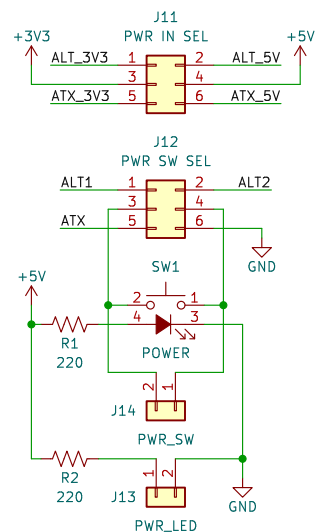 J11
PWR IN SEL
+3V3
+5V
ALT_3V3 1 2 ALT_5V
3 4
ATX_3V3 5 6 ATX_5V
J12
PWR SW SEL
ALT1 1 2 ALT2
3 4
ATX 5 6
GND
SW1
+5V
2 1
4 3
R1
220
POWER
2 1
J14
PWR_SW
R2
220
1 2
J13
GND
PWR_LED